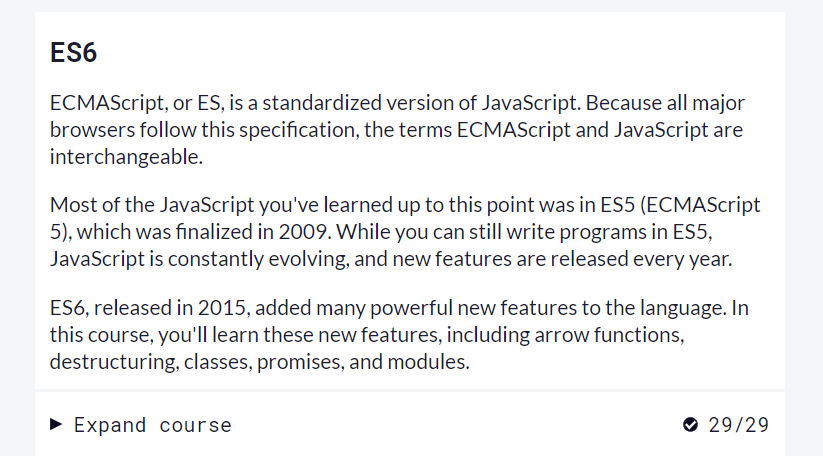 ES6
ECMAScript, or ES, is a standardized version of JavaScript. Because all major
browsers follow this specification, the terms ECMAScript and JavaScript are
interchangeable.
Most of the JavaScript you've learned up to this point was in ES5 (ECMAScript
5), which was finalized in 2009. While you can still write programs in ES5,
JavaScript is constantly evolving, and new features are released every year.
ES6, released in 2015, added many powerful new features to the language. In
this course, you'll learn these new features, including arrow functions,
destructuring, classes, promises, and modules.
Expand course 29/29